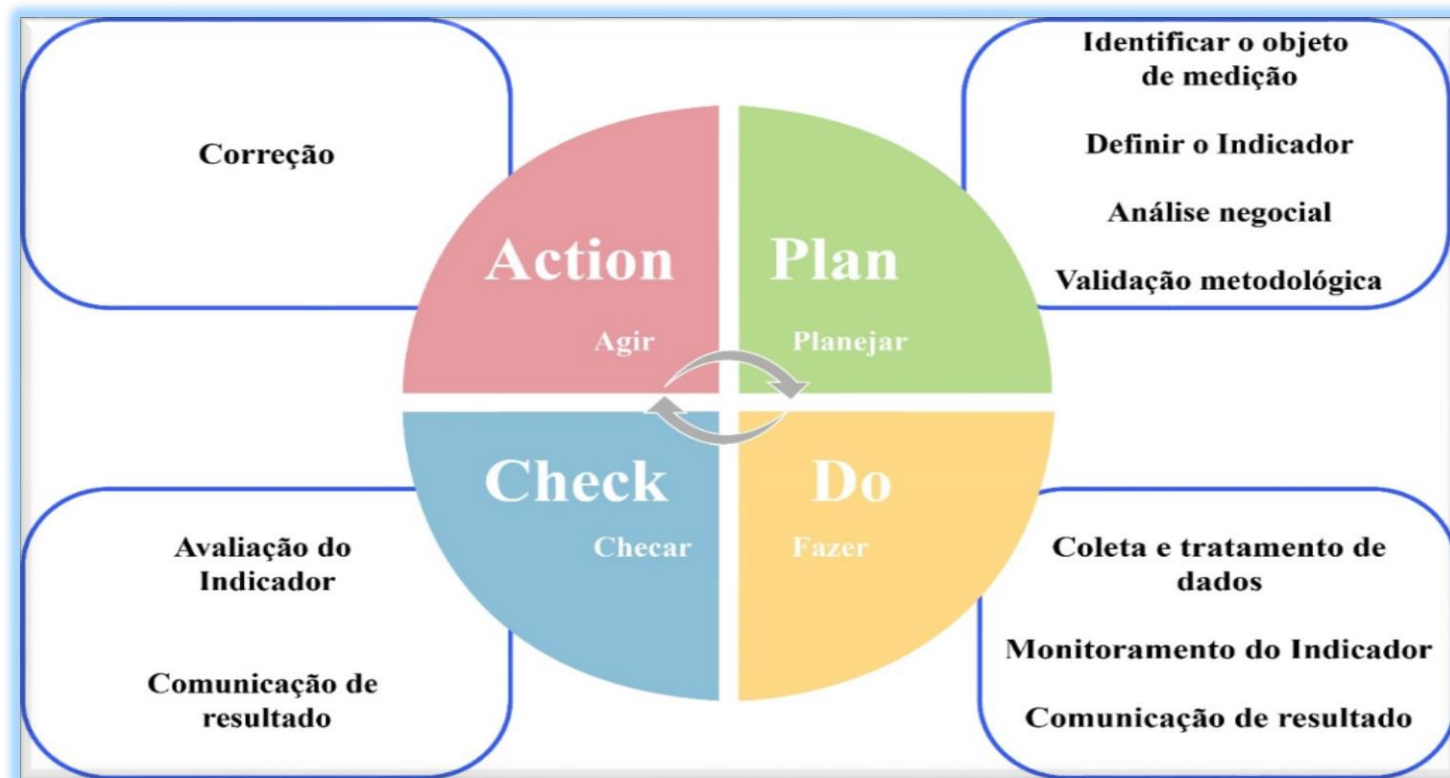 Correção
Identificar o objeto
de medição
Definir o Indicador
Análise negocial
Validação metodológica
Action
Agir
Plan
Planejar
Check
Checar
Do
Fazer
Avaliação do
Indicador
Comunicação de
resultado
Coleta e tratamento de
dados
Monitoramento do Indicador
Comunicação de resultado